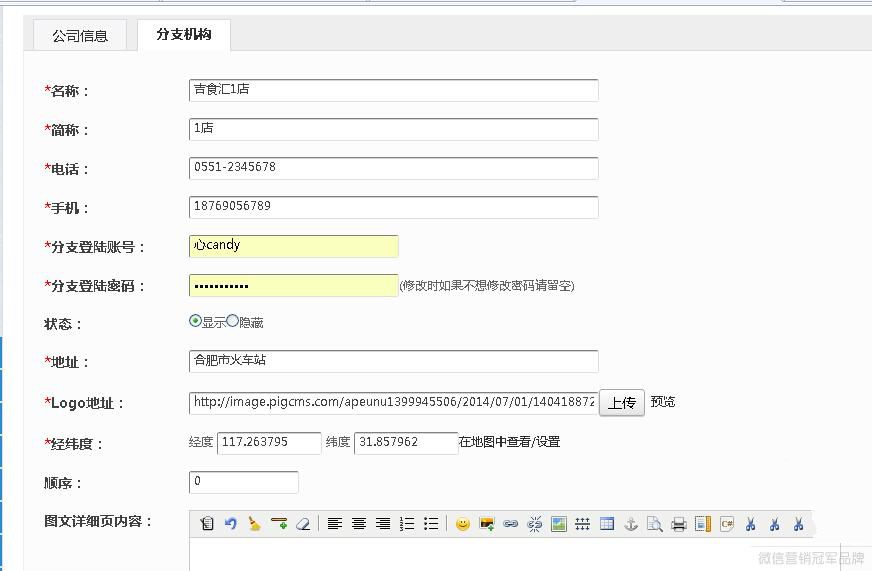 公司信息 分支机构
*名称： 吉食汇1店
*简称： 1店
*电话： 0551-2345678
*手机： 18769056789
*分支登陆账号： 心candy
*分支登陆密码： ••••••••••• (修改时如果不想修改密码请留空)
状态： 显示 隐藏
*地址： 合肥市火车站
*Logo地址： http://image.pigcms.com/apeunu1399945506/2014/07/01/140418872 上传 预览
*经纬度： 经度 117.263795 纬度 31.857962 在地图中查看/设置
顺序： 0
图文详细页内容：
微信营销冠军品牌